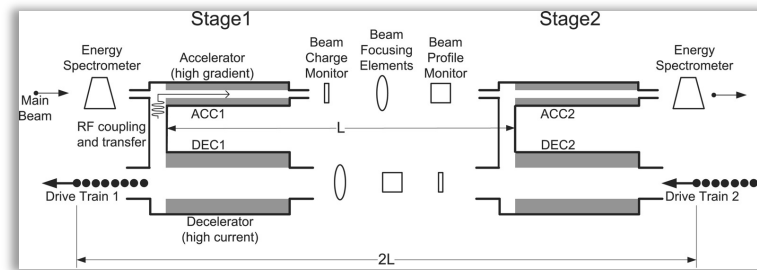 Stage1
Stage2
Energy
Spectrometer
Accelerator
(high gradient)
Beam
Charge
Monitor
Beam
Focusing
Elements
Beam
Profile
Monitor
Energy
Spectrometer
Main
Beam
RF coupling
and transfer
ACC1
ACC2
L
DEC1
DEC2
Drive Train 1
Drive Train 2
Decelerator
(high current)
2L